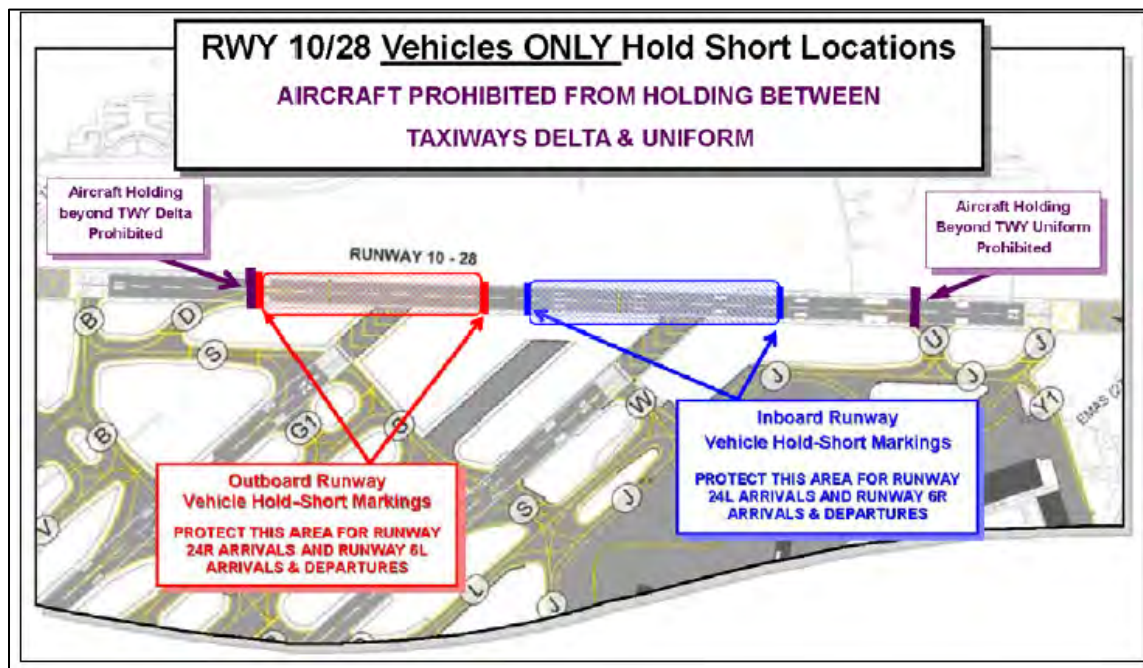 RWY 10/28 Vehicles ONLY Hold Short Locations
AIRCRAFT PROHIBITED FROM HOLDING BETWEEN
TAXIWAYS DELTA & UNIFORM
Aircraft Holding
beyond TWY Delta
Prohibited
Aircraft Holding
Beyond TWY Uniform
Prohibited
RUNWAY 10 - 28
B
D
S
U
J
J
J
W
Y1
EMAS
B
G1
Outboard Runway
Vehicle Hold-Short Markings
PROTECT THIS AREA FOR RUNWAY
24R ARRIVALS AND RUNWAY 6L
ARRIVALS & DEPARTURES
Inboard Runway
Vehicle Hold-Short Markings
PROTECT THIS AREA FOR RUNWAY
24L ARRIVALS AND RUNWAY 6R
ARRIVALS & DEPARTURES
V
S
J
L
J